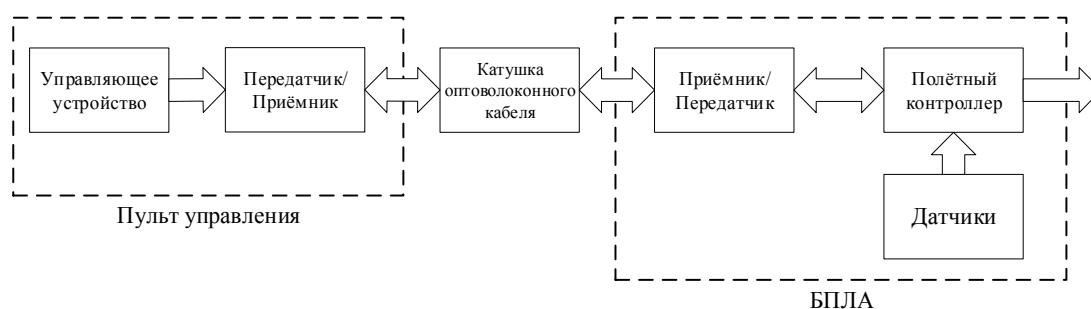 Управляющее
устройство
Передатчик/
Приёмник
Катушка
оптоволоконного
кабеля
Приёмник/
Передатчик
Полётный
контроллер
Датчики
Пульт управления
БПЛА